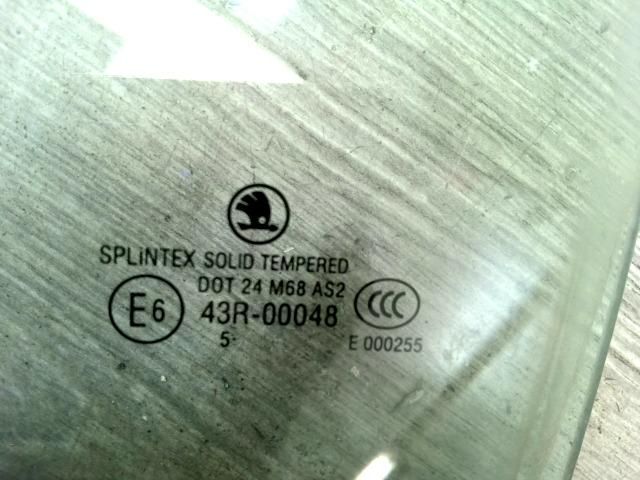 SPLiNTEX SOLID TEMPERED
DOT 24 M68 AS2
E6 43R-00048 CCC
5 E 000255